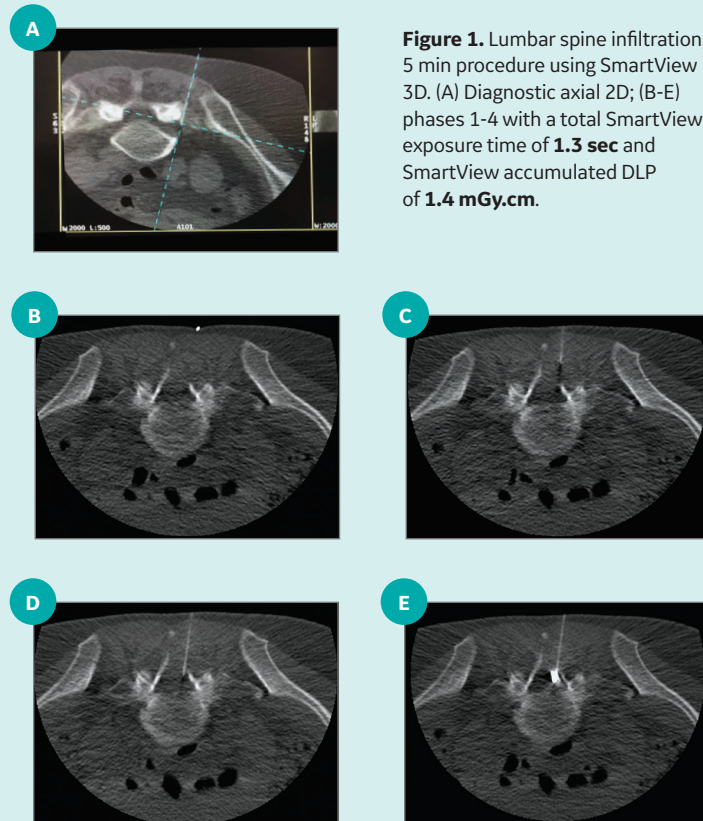 A
Figure 1. Lumbar spine infiltration
5 min procedure using SmartView
3D. (A) Diagnostic axial 2D; (B-E)
phases 1-4 with a total SmartView
exposure time of 1.3 sec and
SmartView accumulated DLP
of 1.4 mGy.cm.
W:2000 L:500
A101
B
C
D
E